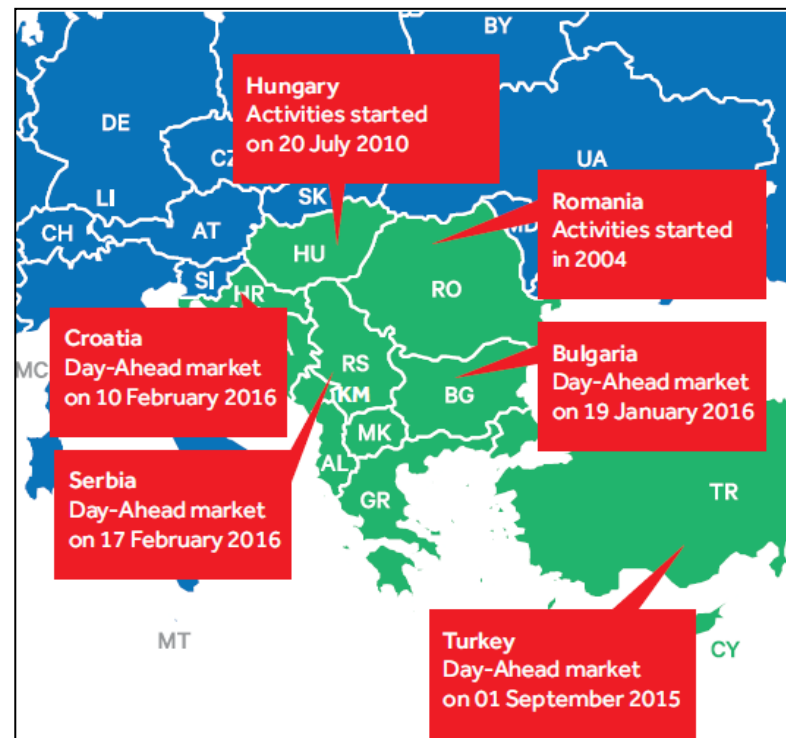 BY
Hungary
Activities started
on 20 July 2010
DE
UA
LI
SK
Romania
Activities started
in 2004
CH
AT
HU
SI
HR
RO
Croatia
Day-Ahead market
on 10 February 2016
MC
RS
Bulgaria
Day-Ahead market
on 19 January 2016
KM
BG
MK
AL
Serbia
Day-Ahead market
on 17 February 2016
GR
TR
MT
Turkey
Day-Ahead market
on 01 September 2015
CY